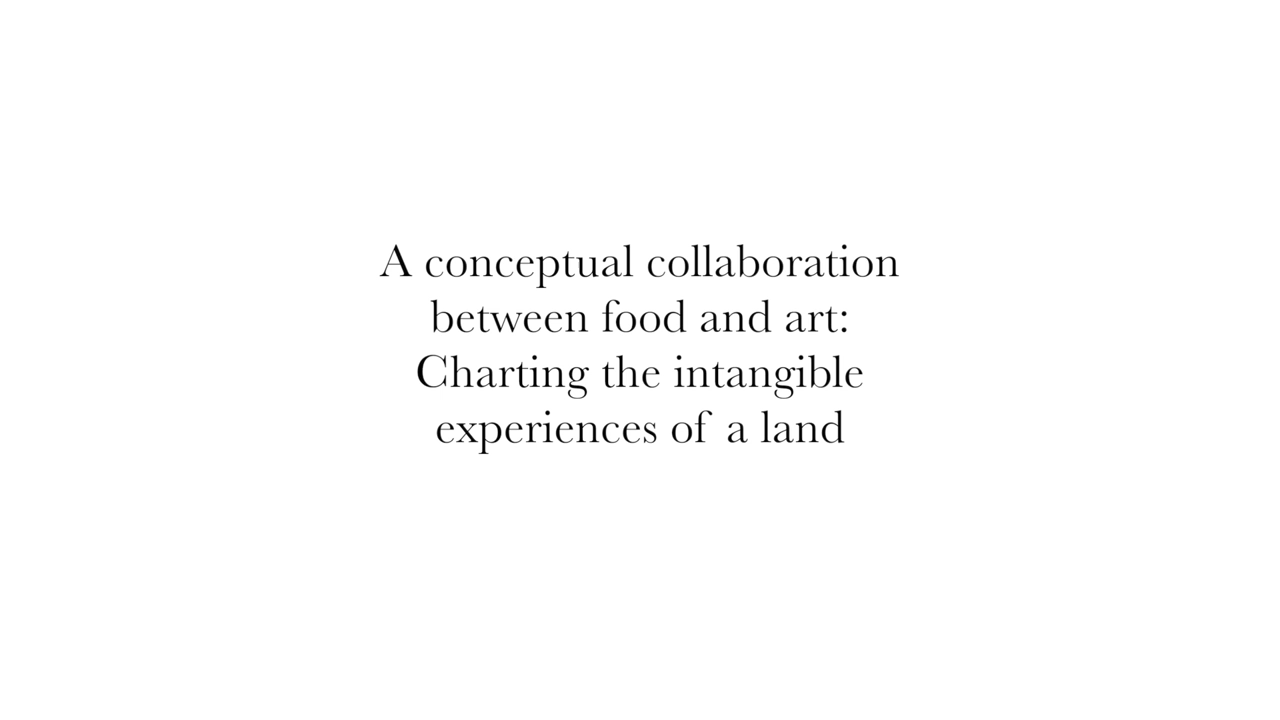 A conceptual collaboration
between food and art:
Charting the intangible
experiences of a land